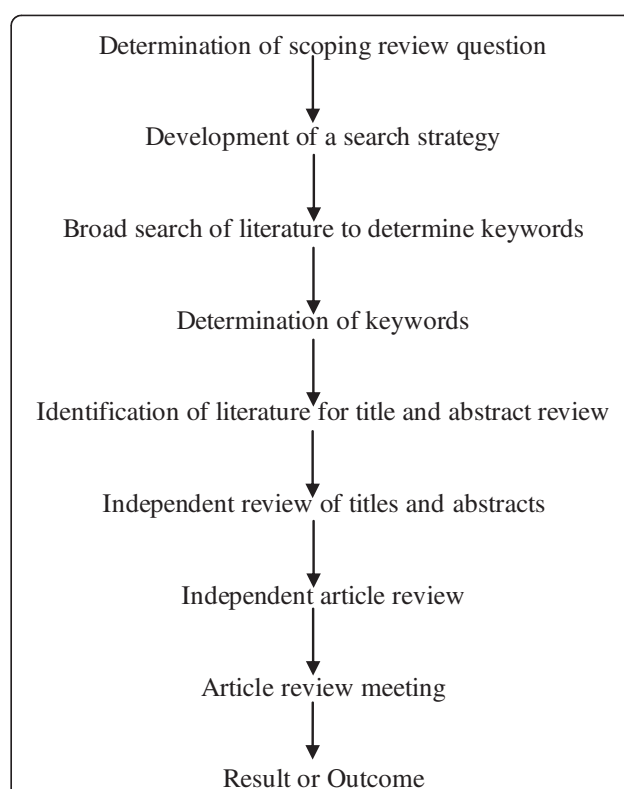 Determination of scoping review question
Development of a search strategy
Broad search of literature to determine keywords
Determination of keywords
Identification of literature for title and abstract review
Independent review of titles and abstracts
Independent article review
Article review meeting
Result or Outcome